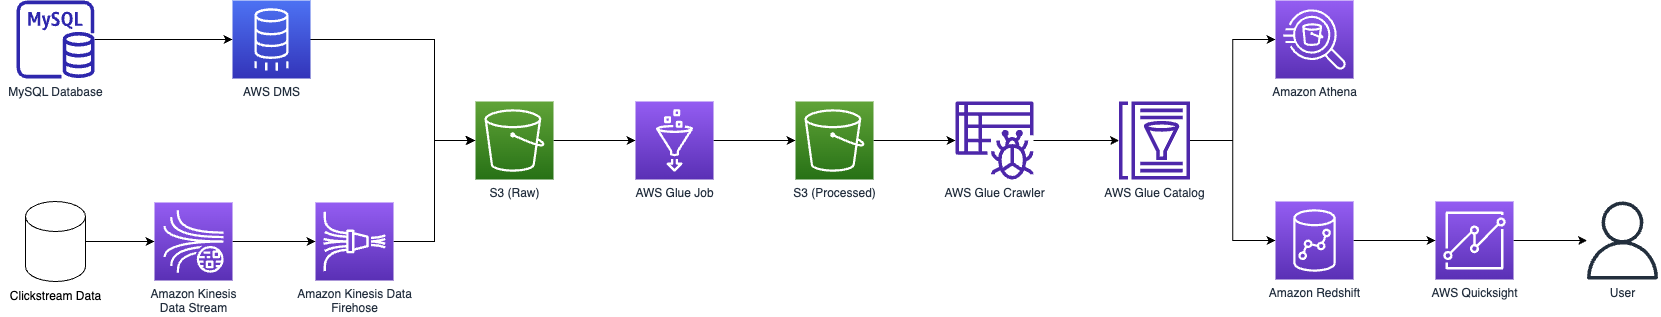 MySQL
MySQL Database
AWS DMS
Clickstream Data
Amazon Kinesis
Data Stream
Amazon Kinesis Data
Firehose
S3 (Raw)
AWS Glue Job
S3 (Processed)
AWS Glue Crawler
AWS Glue Catalog
Amazon Athena
Amazon Redshift
AWS Quicksight
User